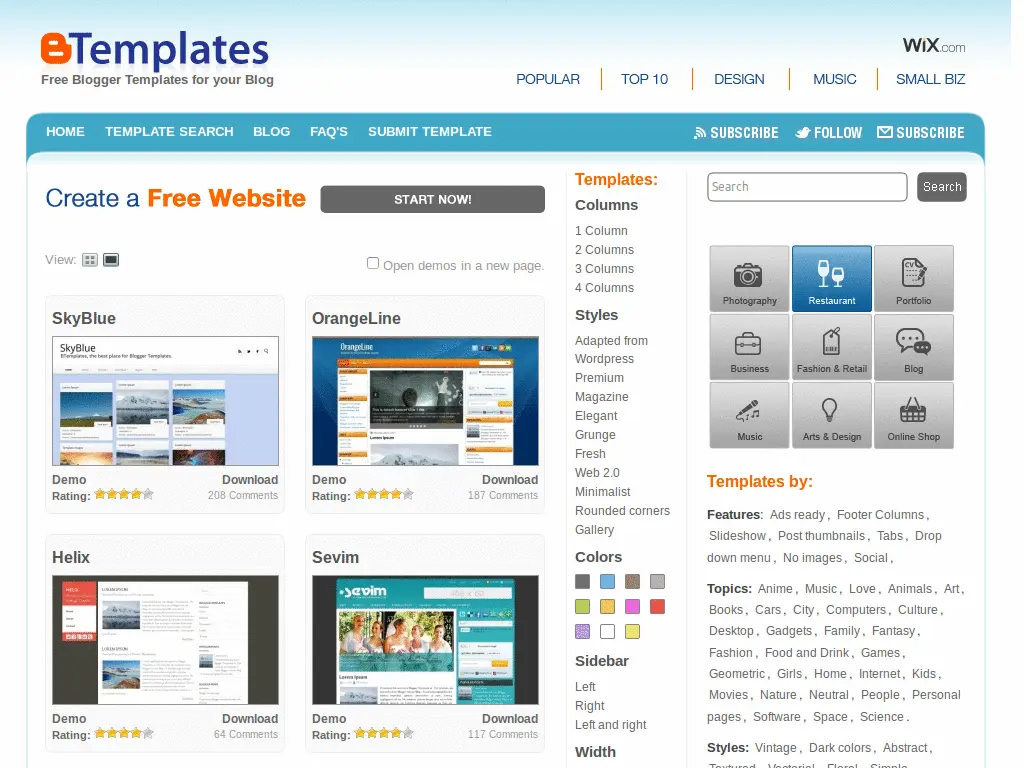 BTemplates
Free Blogger Templates for your Blog
WiX.com
POPULAR
TOP 10
DESIGN
MUSIC
SMALL BIZ
HOME
TEMPLATE SEARCH
BLOG
FAQ'S
SUBMIT TEMPLATE
SUBSCRIBE
FOLLOW
SUBSCRIBE
Create a Free Website
START NOW!
View:
Open demos in a new page.
SkyBlue
SkyBlue
BTemplates, the best place for Blogger Templates.
Demo
Download
Rating:
208 Comments
OrangeLine
OrangeLine
Demo
Download
Rating:
187 Comments
Helix
Demo
Download
Rating:
64 Comments
Sevim
sevim
468 x 60
Demo
Download
Rating:
117 Comments
Templates:
Columns
1 Column
2 Columns
3 Columns
4 Columns
Styles
Adapted from
Wordpress
Premium
Magazine
Elegant
Grunge
Fresh
Web 2.0
Minimalist
Rounded corners
Gallery
Colors
Sidebar
Left
Right
Left and right
Width
Search
Search
Photography
Restaurant
CV
Portfolio
Business
Fashion & Retail
Blog
Music
Arts & Design
Online Shop
Templates by:
Features: Ads ready, Footer Columns,
Slideshow, Post thumbnails, Tabs, Drop
down menu, No images, Social,
Topics: Anime, Music, Love, Animals, Art,
Books, Cars, City, Computers, Culture,
Desktop, Gadgets, Family, Fantasy,
Fashion, Food and Drink, Games,
Geometric, Girls, Home, Internet, Kids,
Movies, Nature, Neutral, People, Personal
pages, Software, Space, Science.
Styles: Vintage, Dark colors, Abstract,
Textured, Vectorial, Floral, Simple,